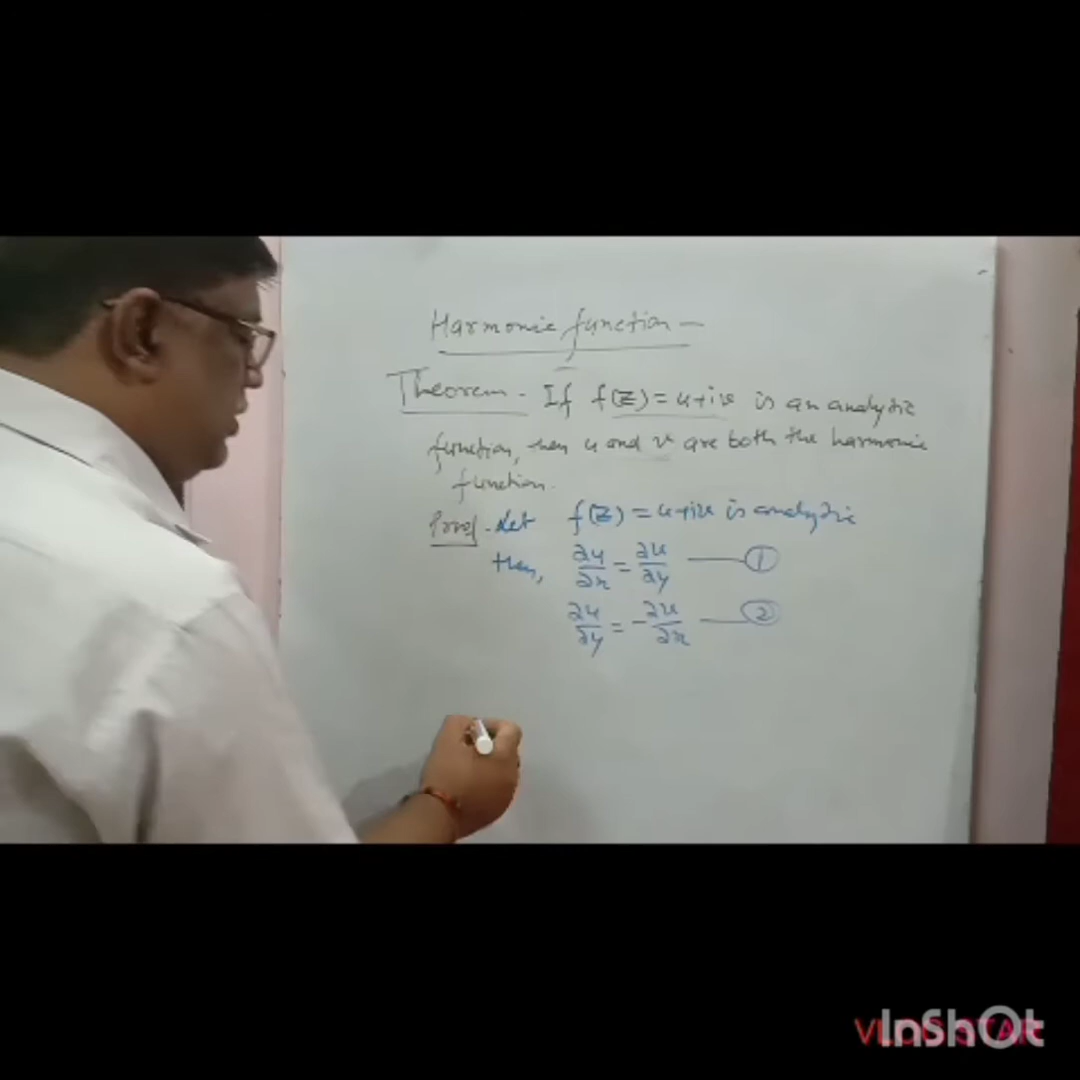 Harmonic function –
Theorem - If f(z) = u+iv is an analytic
function, then u and v are both the harmonic
function.
Proof - Let f(z) = u+iv is analytic
then, ∂u/∂x = ∂v/∂y —— ①
∂u/∂y = -∂v/∂x —— ②
InShOt